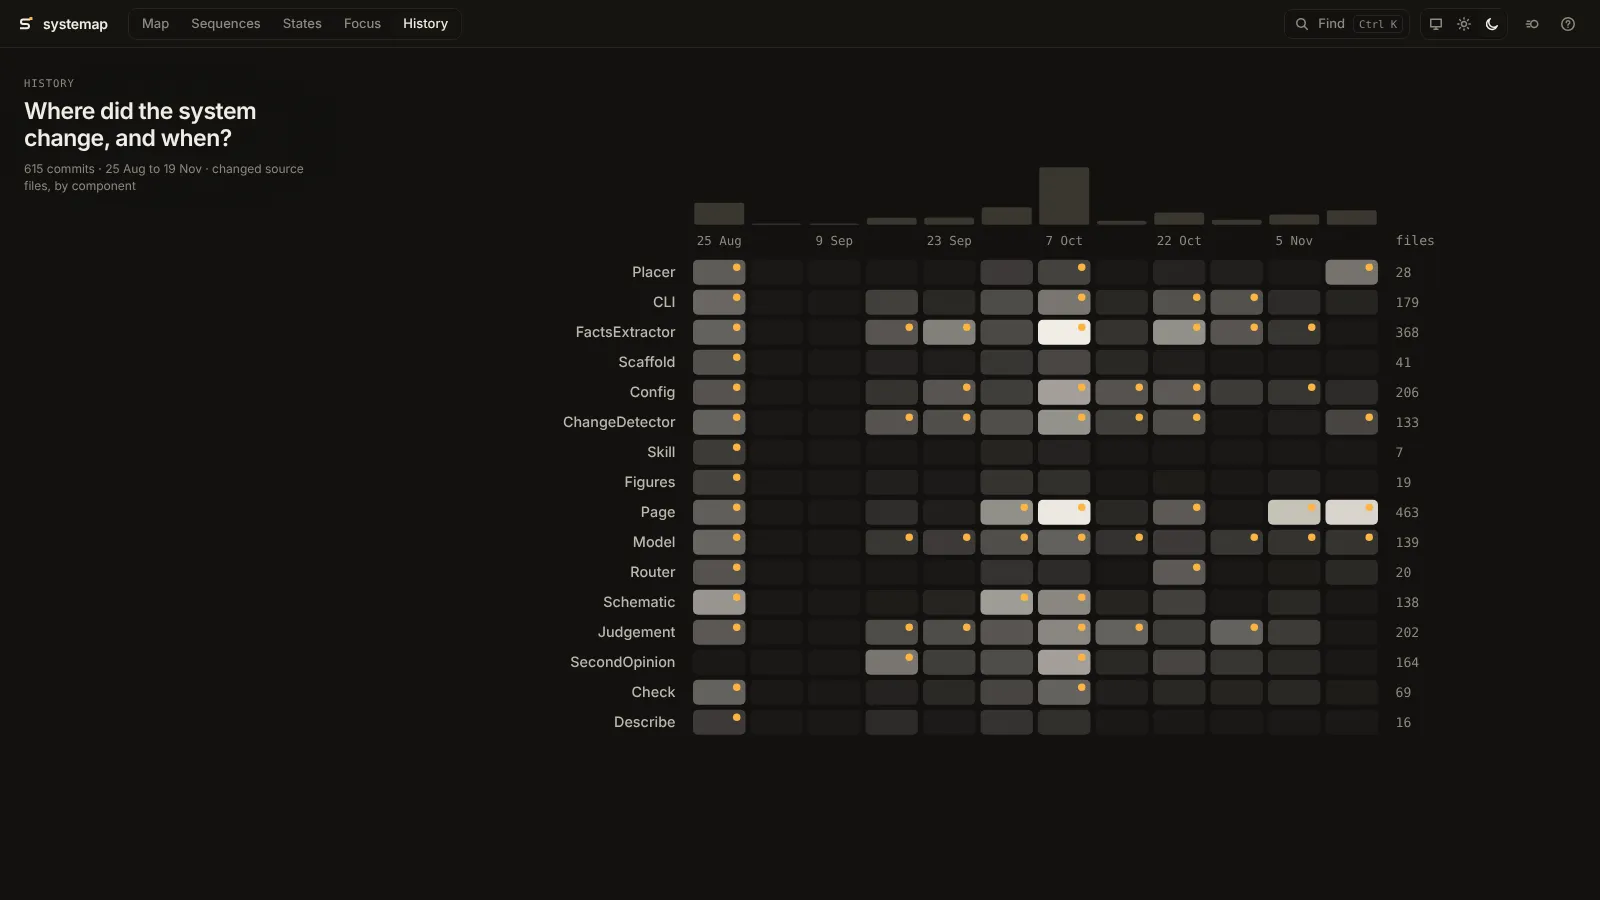 systemap
Map Sequences States Focus History
Find Ctrl K
HISTORY
Where did the system
change, and when?
615 commits · 25 Aug to 19 Nov · changed source
files, by component
25 Aug 9 Sep 23 Sep 7 Oct 22 Oct 5 Nov files
Placer 28
CLI 179
FactsExtractor 368
Scaffold 41
Config 206
ChangeDetector 133
Skill 7
Figures 19
Page 463
Model 139
Router 20
Schematic 138
Judgement 202
SecondOpinion 164
Check 69
Describe 16